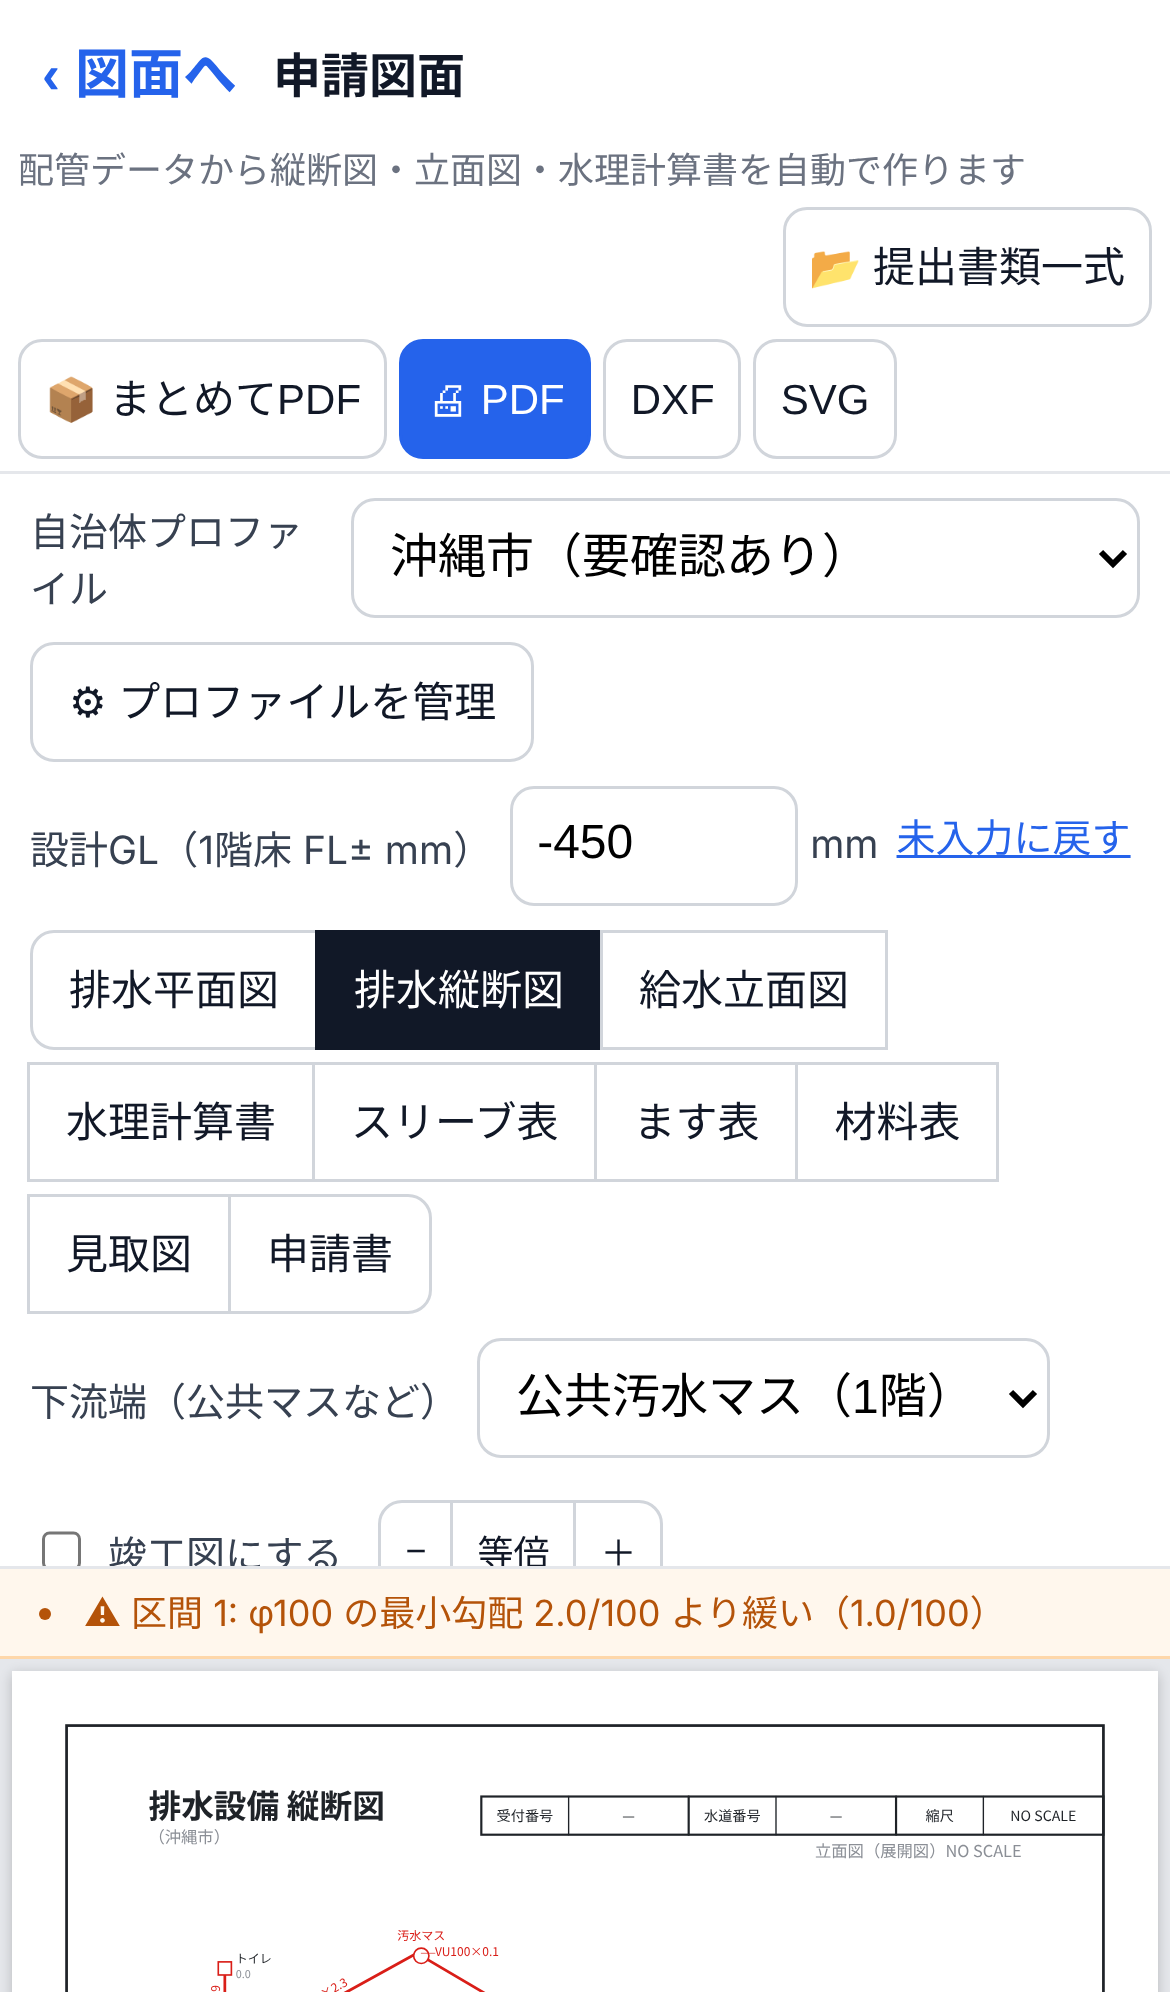 ‹ 図面へ 申請図面
配管データから縦断図・立面図・水理計算書を自動で作ります
📂 提出書類一式
📦 まとめてPDF 🖨 PDF DXF SVG
自治体プロファ
イル
沖縄市（要確認あり）
⚙ プロファイルを管理
設計GL（1階床 FL± mm） -450 mm 未入力に戻す
排水平面図 排水縦断図 給水立面図
水理計算書 スリーブ表 ます表 材料表
見取図 申請書
下流端（公共マスなど） 公共汚水マス（1階）
竣工図にする − 等倍 ＋
• ⚠ 区間 1: φ100 の最小勾配 2.0/100 より緩い（1.0/100）
排水設備 縦断図
（沖縄市）
受付番号 — 水道番号 — 縮尺 NO SCALE
立面図（展開図）NO SCALE
汚水マス
VU100×0.1
トイレ
0.0
×2.3